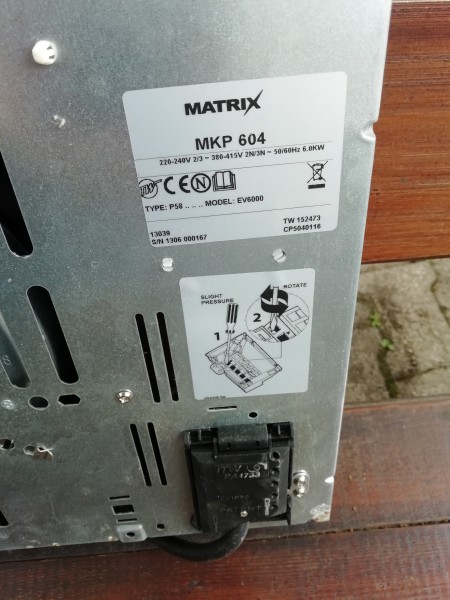 MATRIX
MKP 604
220-240V 2/3 ~ 380-415V 2N/3N ~ 50/60Hz 6.0KW
CE N
TYPE: P58 .. .. .. MODEL: EV6000
13039
TW 152473
S/N 1306 000167
CP5040116
SLIGHT
PRESSURE
ROTATE
1
2